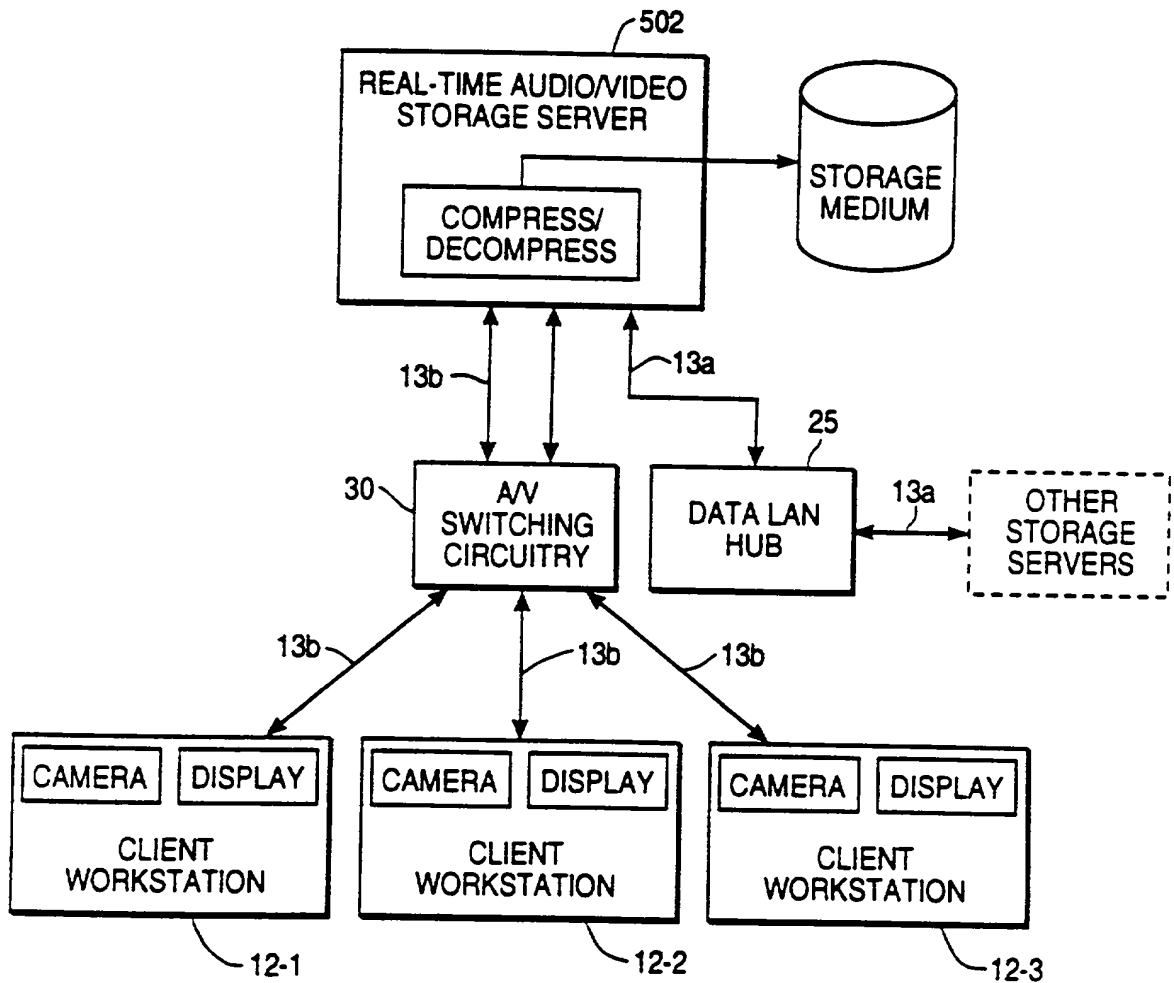 502
REAL-TIME AUDIO/VIDEO
STORAGE SERVER
COMPRESS/
DECOMPRESS
STORAGE
MEDIUM
13b
13a
25
30
A/V
SWITCHING
CIRCUITRY
DATA LAN
HUB
13a
OTHER
STORAGE
SERVERS
13b
13b
13b
CAMERA
DISPLAY
CLIENT
WORKSTATION
CAMERA
DISPLAY
CLIENT
WORKSTATION
CAMERA
DISPLAY
CLIENT
WORKSTATION
12-1
12-2
12-3